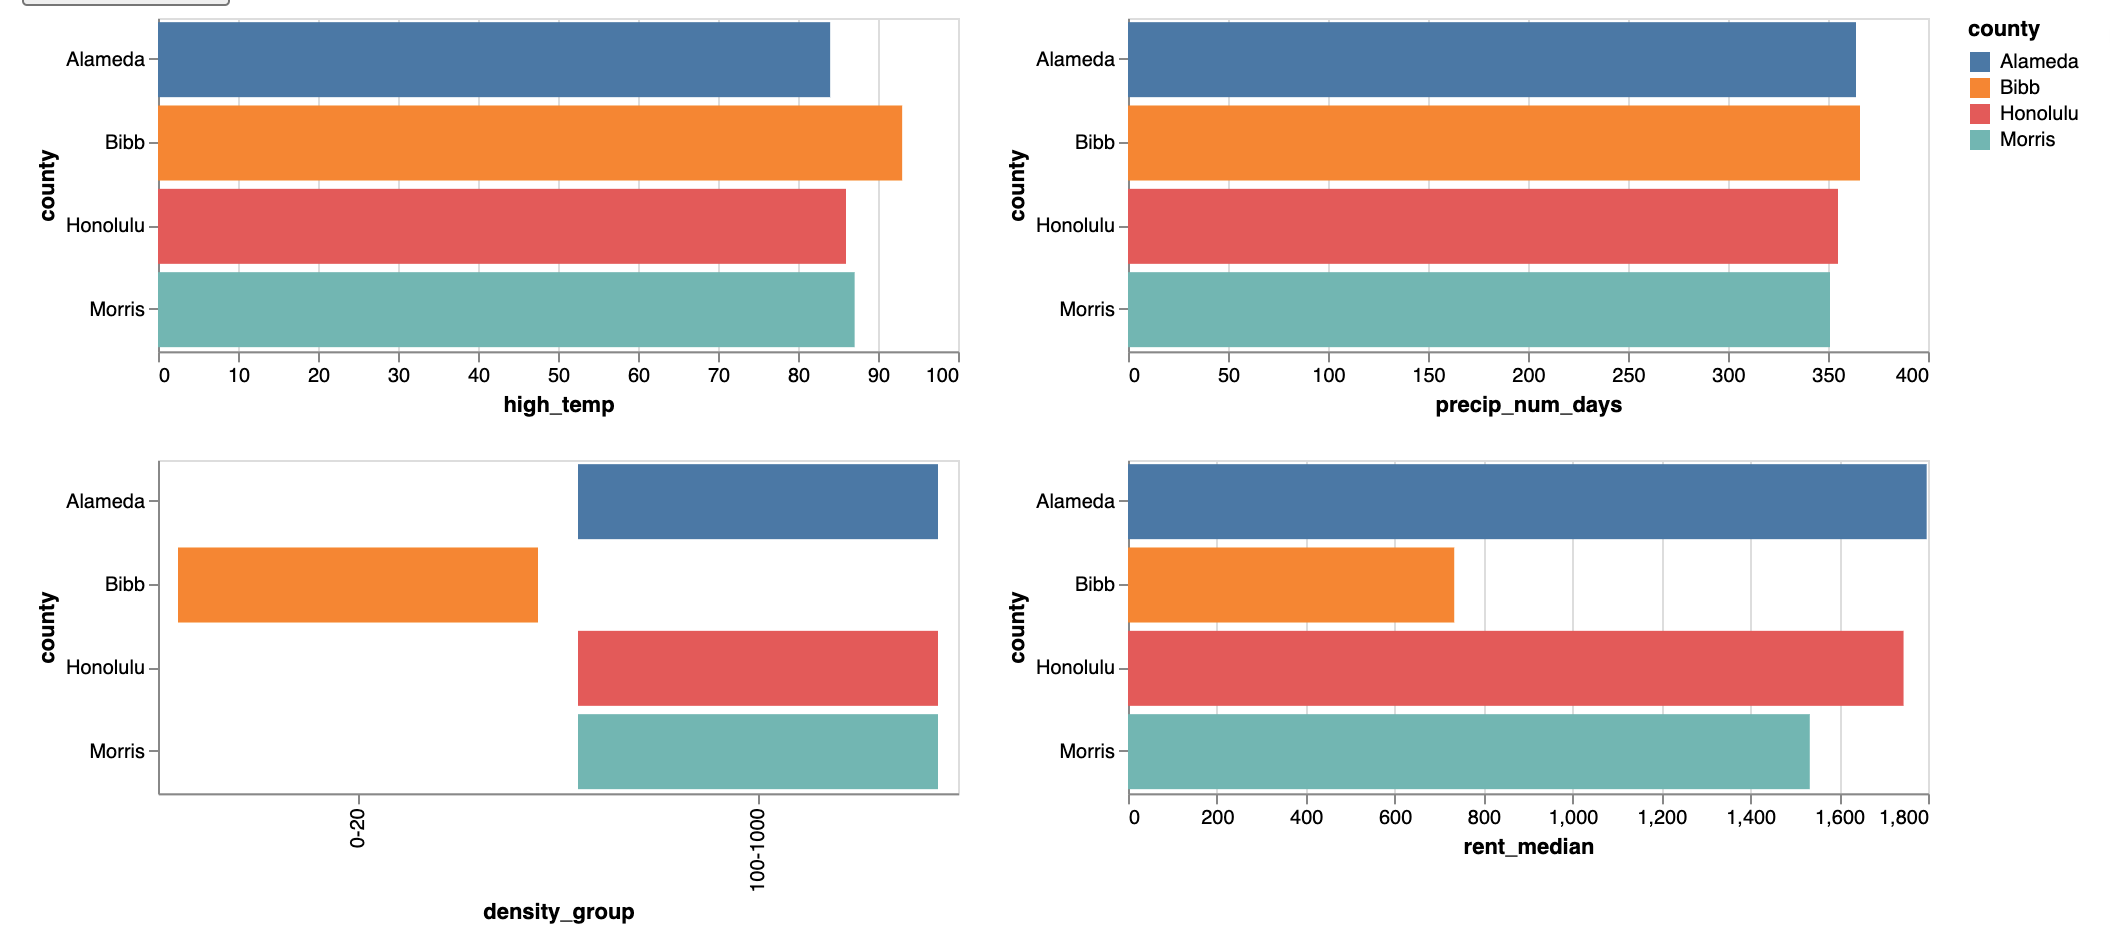 county
Alameda
Bibb
Honolulu
Morris
0 10 20 30 40 50 60 70 80 90 100
high_temp
county
Alameda
Bibb
Honolulu
Morris
0 50 100 150 200 250 300 350 400
precip_num_days
county
Alameda
Bibb
Honolulu
Morris
county
Alameda
Bibb
Honolulu
Morris
0-20
100-1000
density_group
county
Alameda
Bibb
Honolulu
Morris
0 200 400 600 800 1,000 1,200 1,400 1,600 1,800
rent_median